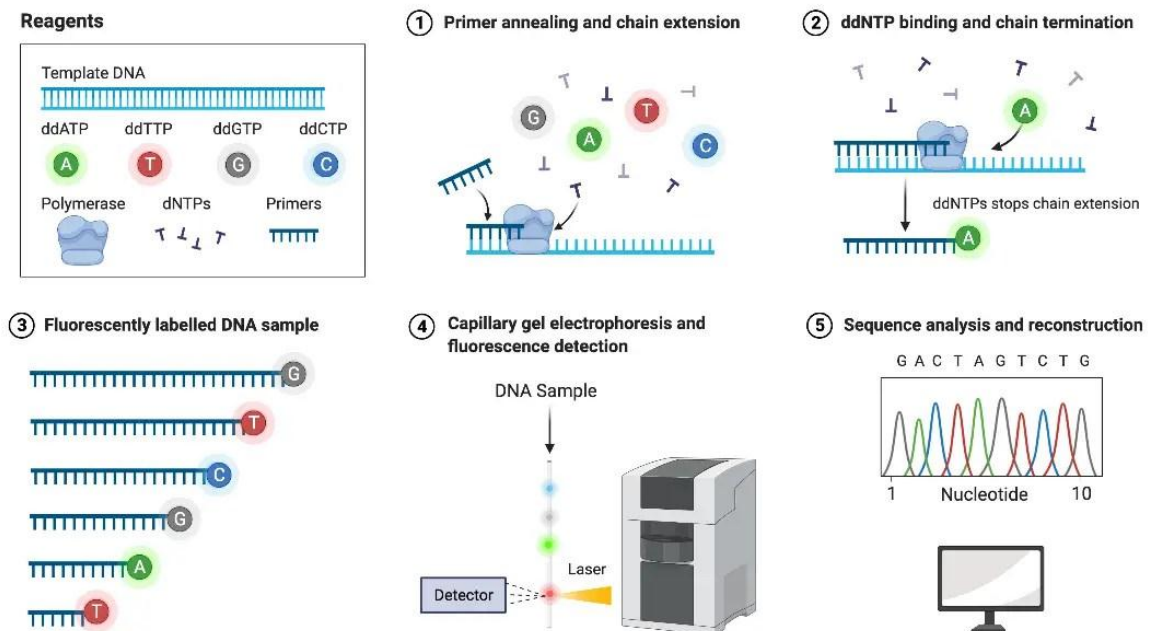 Reagents
Template DNA
ddATP ddTTP ddGTP ddCTP
A T G C
Polymerase dNTPs Primers
1 Primer annealing and chain extension
G
A
T
C
2 ddNTP binding and chain termination
A
ddNTPs stops chain extension
A
3 Fluorescently labelled DNA sample
G
T
C
G
A
T
4 Capillary gel electrophoresis and
fluorescence detection
DNA Sample
Laser
Detector
5 Sequence analysis and reconstruction
G A C T A G T C T G
1 Nucleotide 10